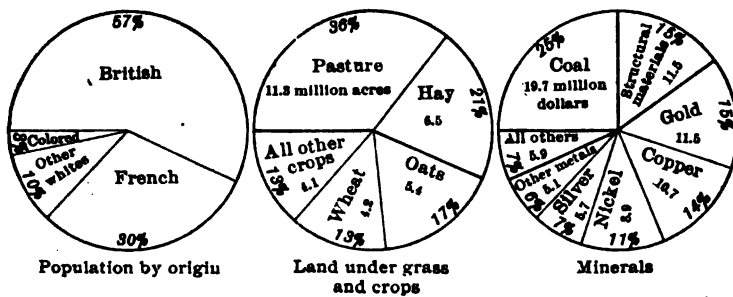 57%
British
3%
Colored
10%
Other
whites
French
30%
Population by origiu
36%
Pasture
11.3 million acres
21%
Hay
6.5
All other
crops
4.1
13%
Wheat
4.2
13%
Oats
5.4
17%
Land under grass
and crops
25%
Coal
19.7 million
dollars
15%
Structural
materials
11.5
Gold
11.5
15%
Copper
10.7
14%
Nickel
8.9
11%
Silver
5.7
7%
Other metals
5.1
6%
All others
5.9
7%
Minerals